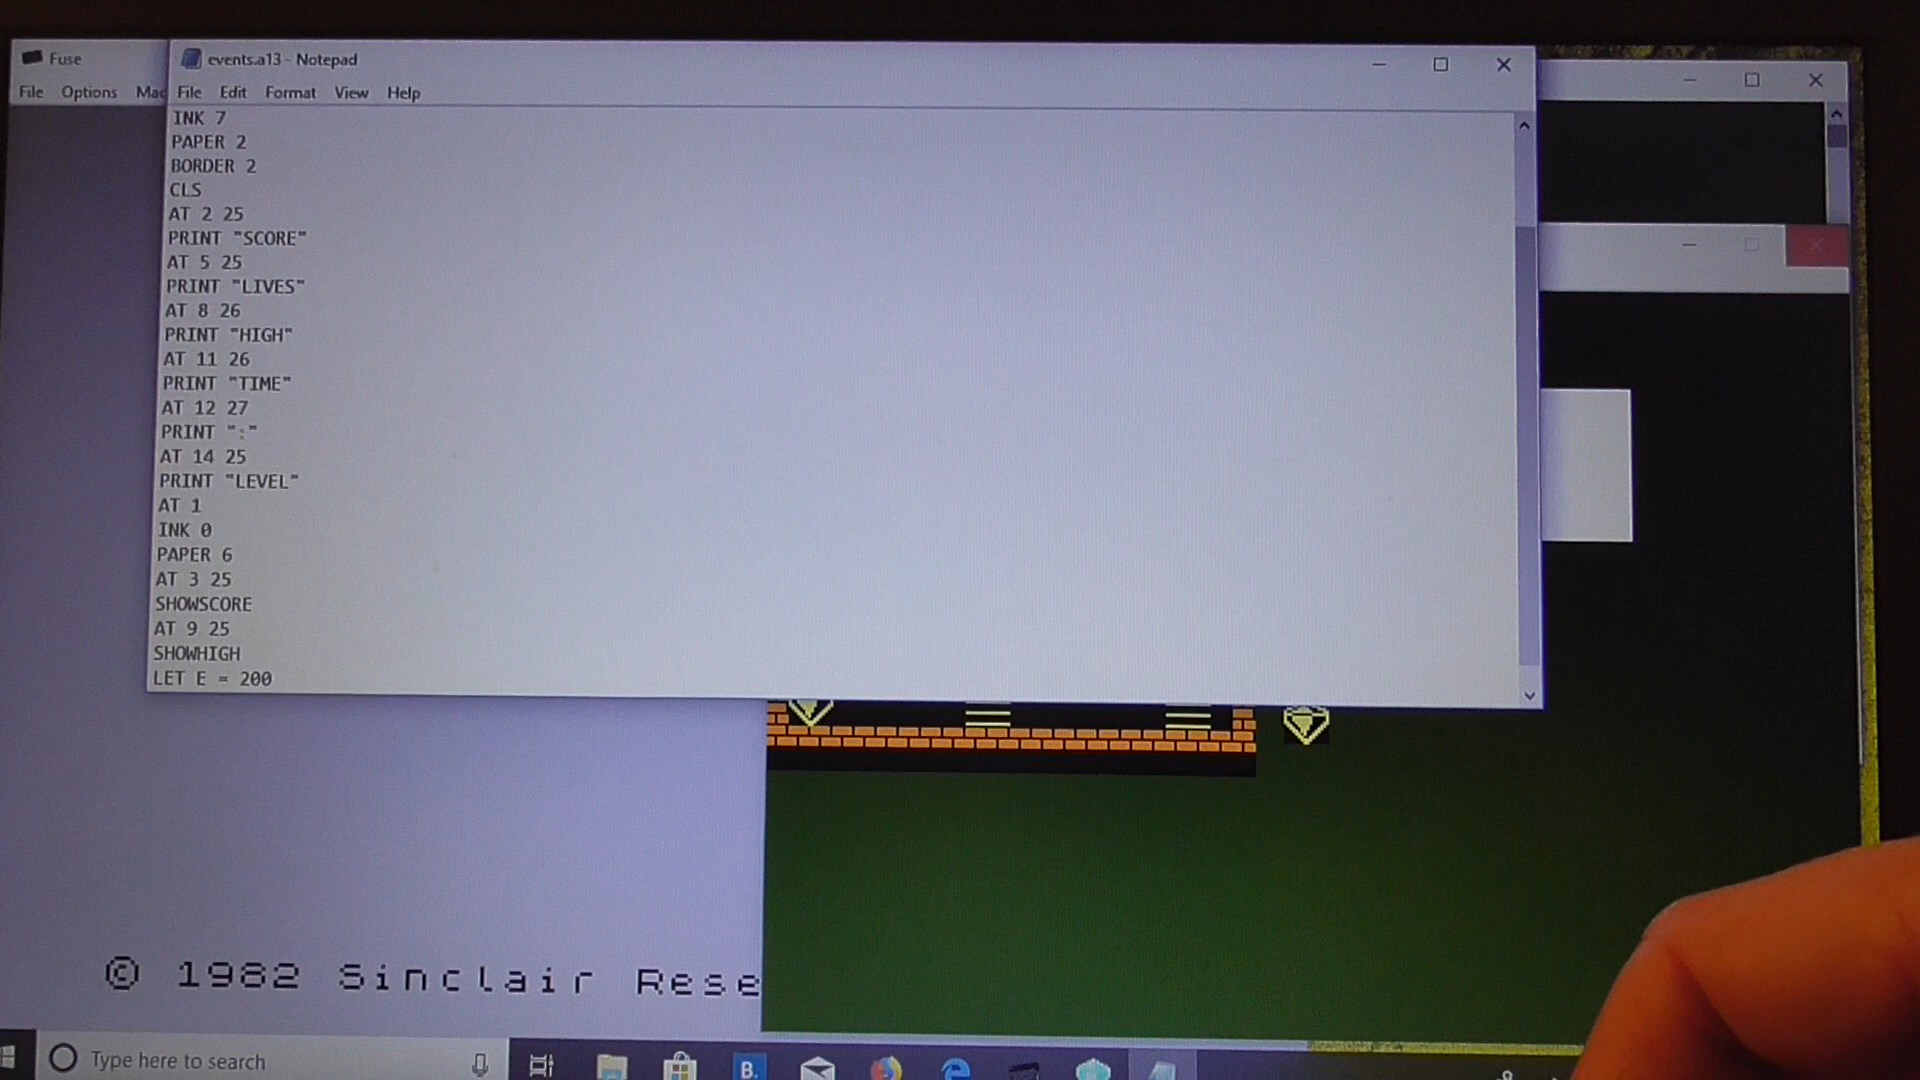 Fuse
File Options Mac
events.a13 - Notepad
File Edit Format View Help
INK 7
PAPER 2
BORDER 2
CLS
AT 2 25
PRINT "SCORE"
AT 5 25
PRINT "LIVES"
AT 8 26
PRINT "HIGH"
AT 11 26
PRINT "TIME"
AT 12 27
PRINT ":"
AT 14 25
PRINT "LEVEL"
AT 1
INK 0
PAPER 6
AT 3 25
SHOWSCORE
AT 9 25
SHOWHIGH
LET E = 200
© 1982 Sinclair Rese
Type here to search
B.